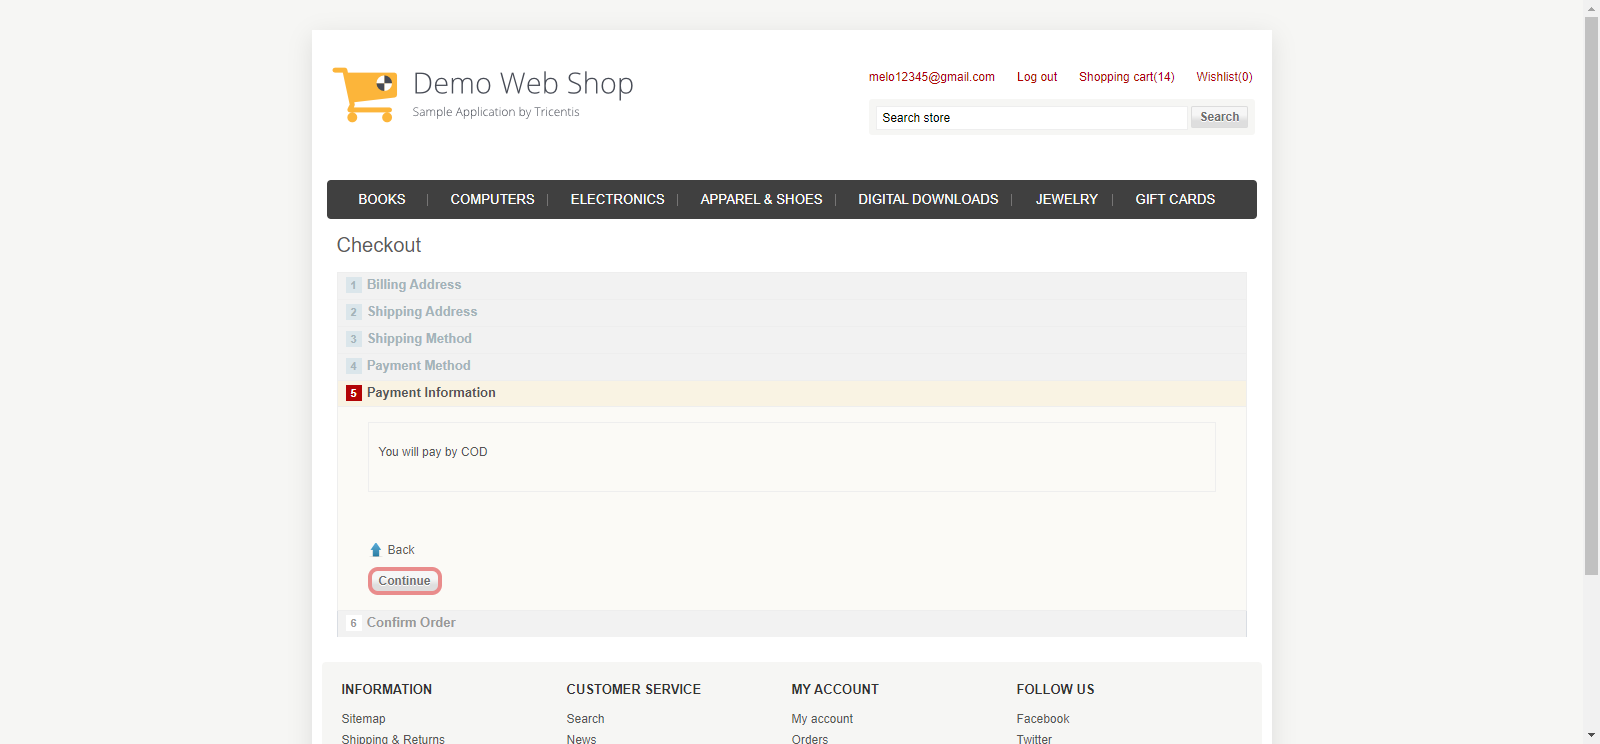 Demo Web Shop
Sample Application by Tricentis
melo12345@gmail.com Log out Shopping cart(14) Wishlist(0)
Search store Search
BOOKS COMPUTERS ELECTRONICS APPAREL & SHOES DIGITAL DOWNLOADS JEWELRY GIFT CARDS
Checkout
1 Billing Address
2 Shipping Address
3 Shipping Method
4 Payment Method
5 Payment Information
You will pay by COD
Back
Continue
6 Confirm Order
INFORMATION CUSTOMER SERVICE MY ACCOUNT FOLLOW US
Sitemap Search My account Facebook
Shipping & Returns News Orders Twitter